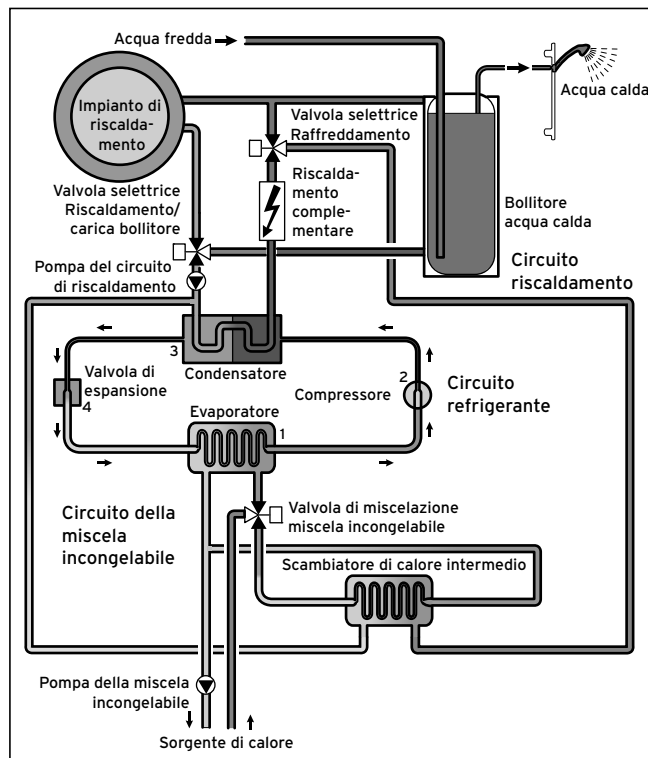 Acqua fredda
Acqua calda
Impianto di
riscalda-
mento
Valvola selettrice
Raffreddamento
Valvola selettrice
Riscaldamento/
carica bollitore
Riscalda-
mento
comple-
mentare
Bollitore
acqua calda
Circuito
riscaldamento
Pompa del circuito
di riscaldamento
3
Condensatore
Valvola di
espansione
4
Compressore
2
Circuito
refrigerante
Evaporatore
1
Circuito della
miscela
incongelabile
Valvola di miscelazione
miscela incongelabile
Scambiatore di calore intermedio
Pompa della miscela
incongelabile
Sorgente di calore